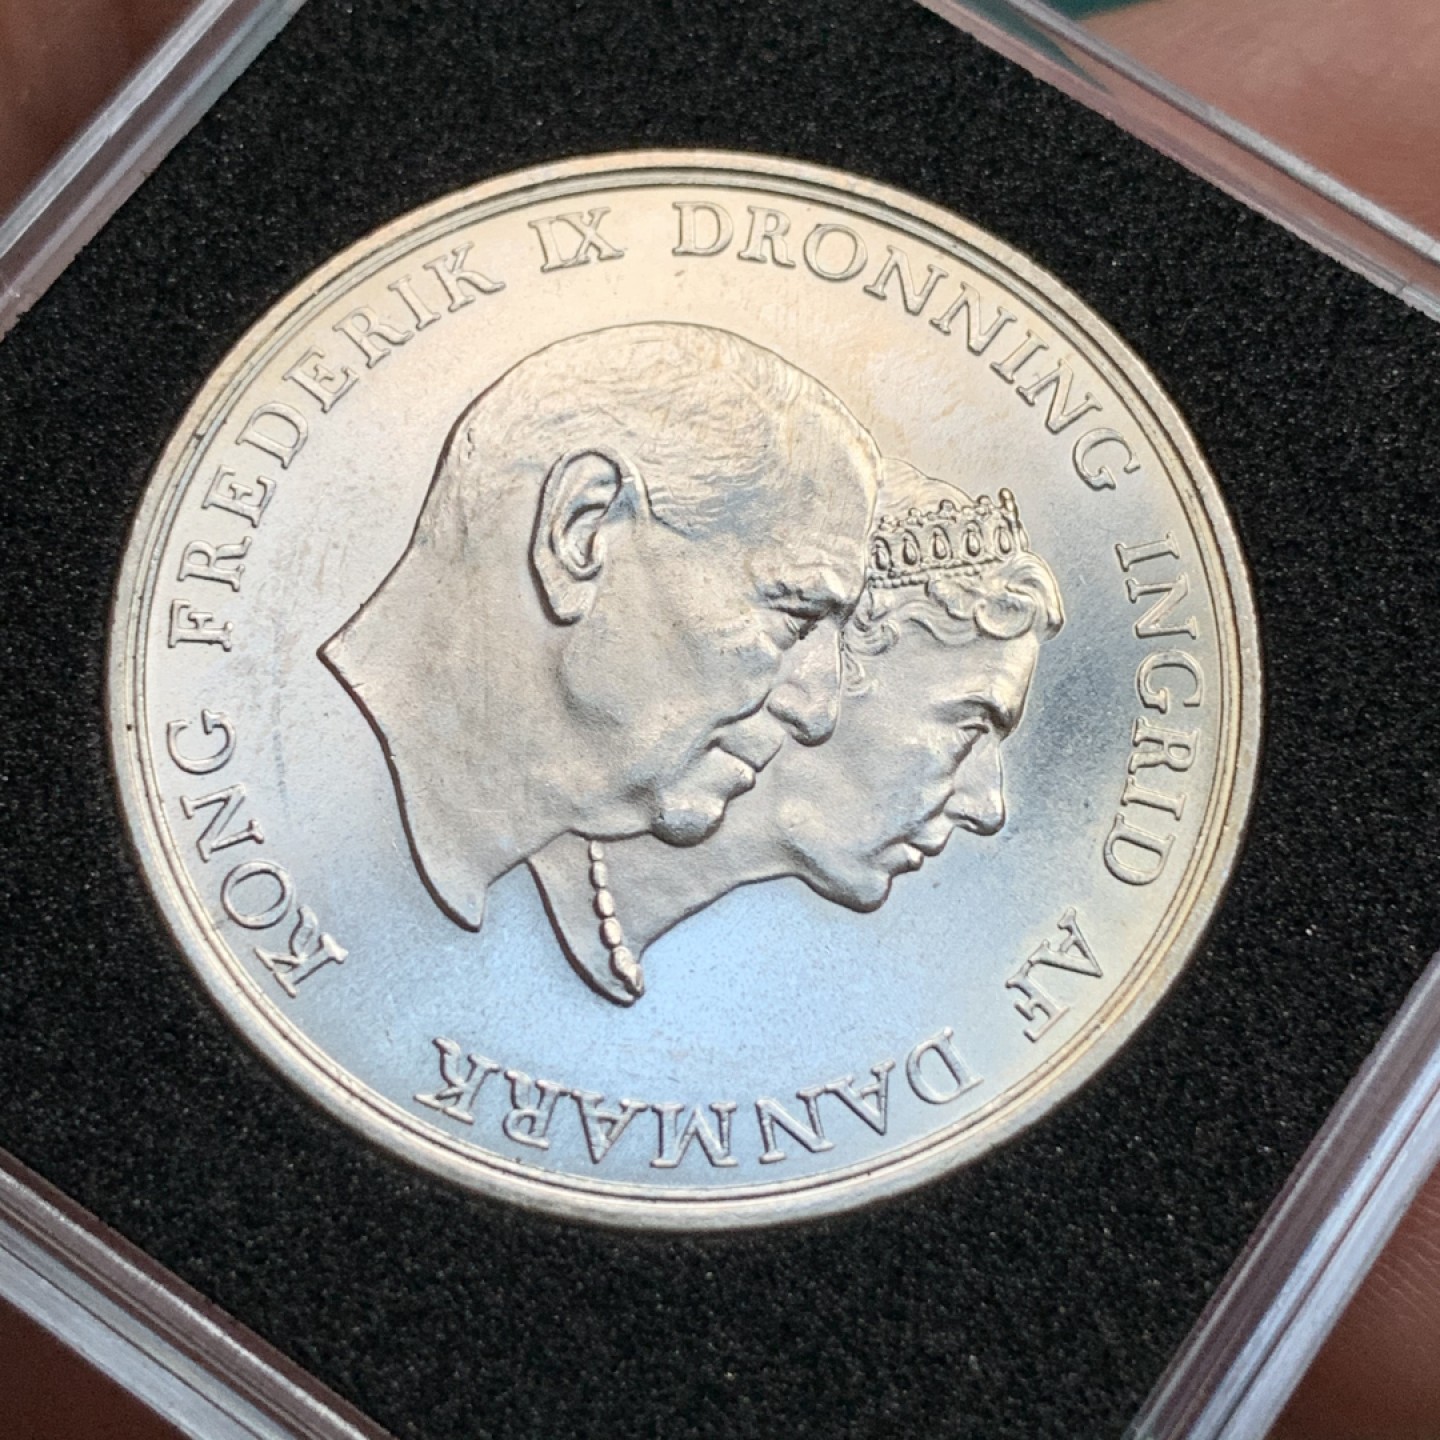 KONG FREDERIK IX DRONNING INGRID AF DANMARK